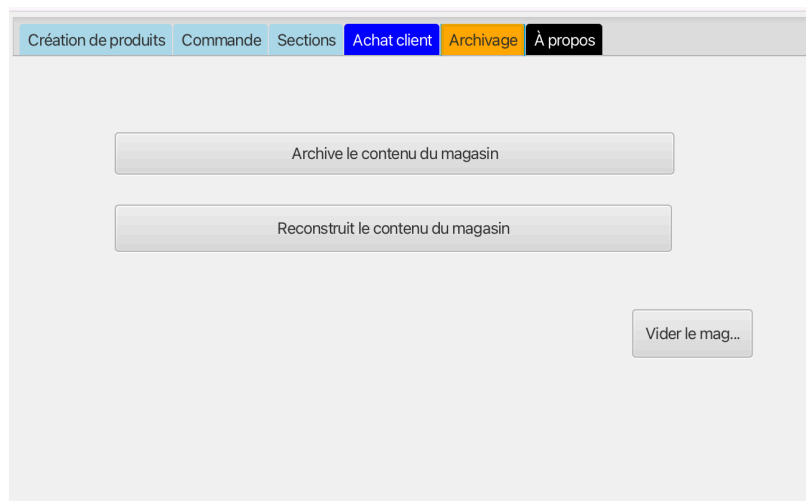 Création de produits Commande Sections Achat client Archivage À propos
Archive le contenu du magasin
Reconstruit le contenu du magasin
Vider le mag...